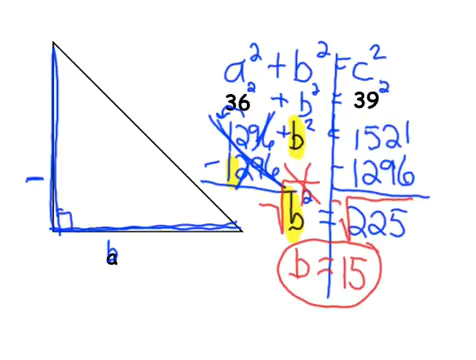 a² + b² = c²
36² + b² = 39²
1296 + b² = 1521
- 1296 - 1296
√b² = √225
b = 15